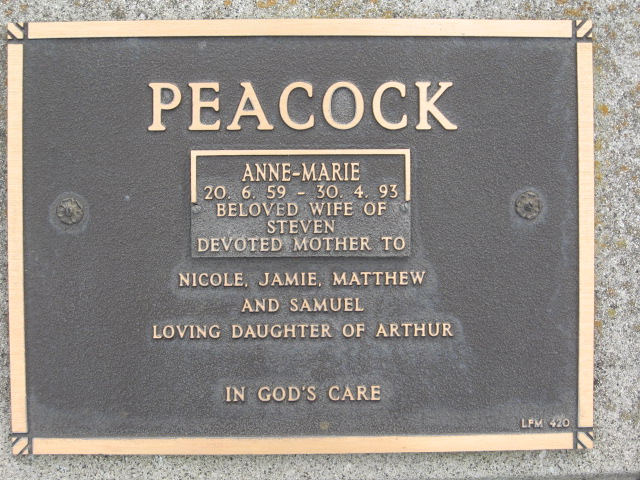 PEACOCK
ANNE-MARIE
20. 6. 59 - 30. 4. 93
BELOVED WIFE OF
STEVEN
DEVOTED MOTHER TO
NICOLE, JAMIE, MATTHEW
AND SAMUEL
LOVING DAUGHTER OF ARTHUR
IN GOD'S CARE
LFM 420